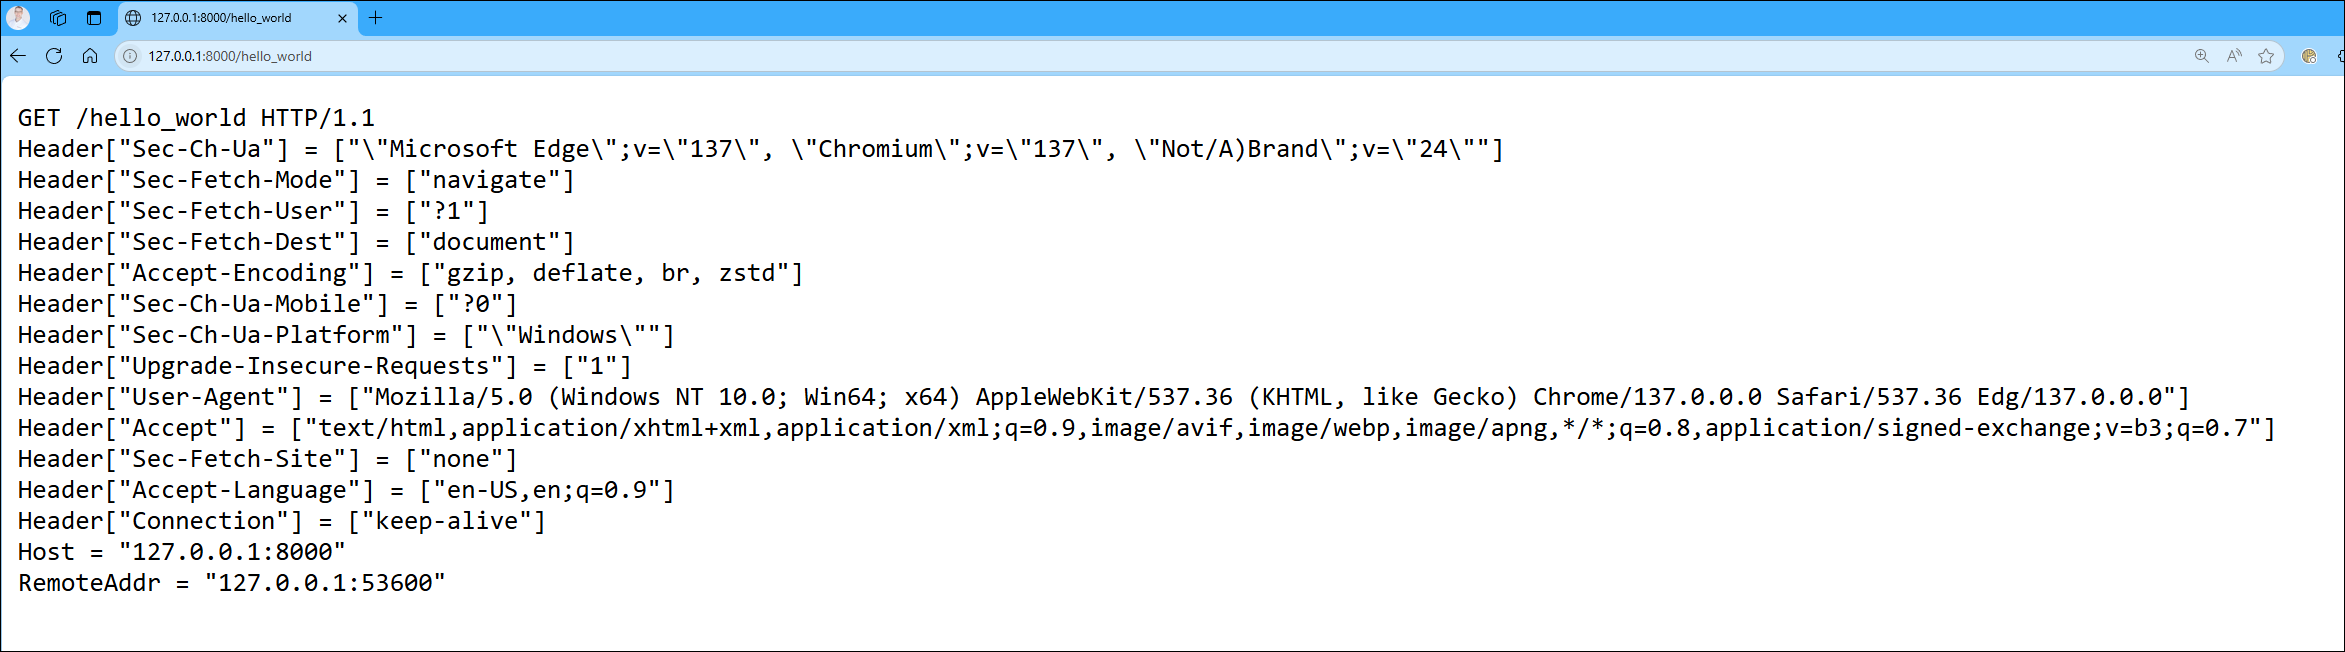 127.0.0.1:8000/hello_world
127.0.0.1:8000/hello_world
GET /hello_world HTTP/1.1
Header["Sec-Ch-Ua"] = ["\"Microsoft Edge\";v=\"137\", \"Chromium\";v=\"137\", \"Not/A)Brand\";v=\"24\""]
Header["Sec-Fetch-Mode"] = ["navigate"]
Header["Sec-Fetch-User"] = ["?1"]
Header["Sec-Fetch-Dest"] = ["document"]
Header["Accept-Encoding"] = ["gzip, deflate, br, zstd"]
Header["Sec-Ch-Ua-Mobile"] = ["?0"]
Header["Sec-Ch-Ua-Platform"] = ["\"Windows\""]
Header["Upgrade-Insecure-Requests"] = ["1"]
Header["User-Agent"] = ["Mozilla/5.0 (Windows NT 10.0; Win64; x64) AppleWebKit/537.36 (KHTML, like Gecko) Chrome/137.0.0.0 Safari/537.36 Edg/137.0.0.0"]
Header["Accept"] = ["text/html,application/xhtml+xml,application/xml;q=0.9,image/avif,image/webp,image/apng,*/*;q=0.8,application/signed-exchange;v=b3;q=0.7"]
Header["Sec-Fetch-Site"] = ["none"]
Header["Accept-Language"] = ["en-US,en;q=0.9"]
Header["Connection"] = ["keep-alive"]
Host = "127.0.0.1:8000"
RemoteAddr = "127.0.0.1:53600"